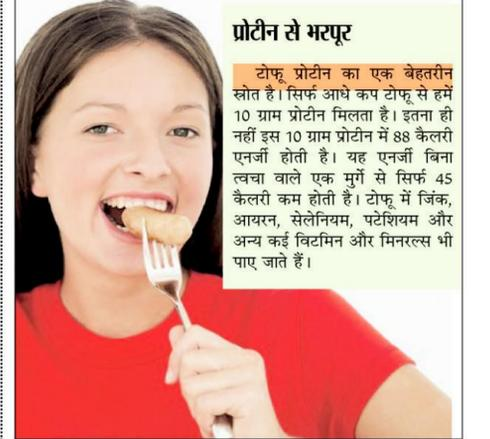 प्रोटीन से भरपूर
टोफू प्रोटीन का एक बेहतरीन
स्रोत है। सिर्फ आधे कप टोफू से हमें
10 ग्राम प्रोटीन मिलता है। इतना ही
नहीं इस 10 ग्राम प्रोटीन में 88 कैलरी
एनर्जी होती है। यह एनर्जी बिना
त्वचा वाले एक मुर्गे से सिर्फ 45
कैलरी कम होती है। टोफू में जिंक,
आयरन, सेलेनियम, पटेशियम और
अन्य कई विटमिन और मिनरल्स भी
पाए जाते हैं।